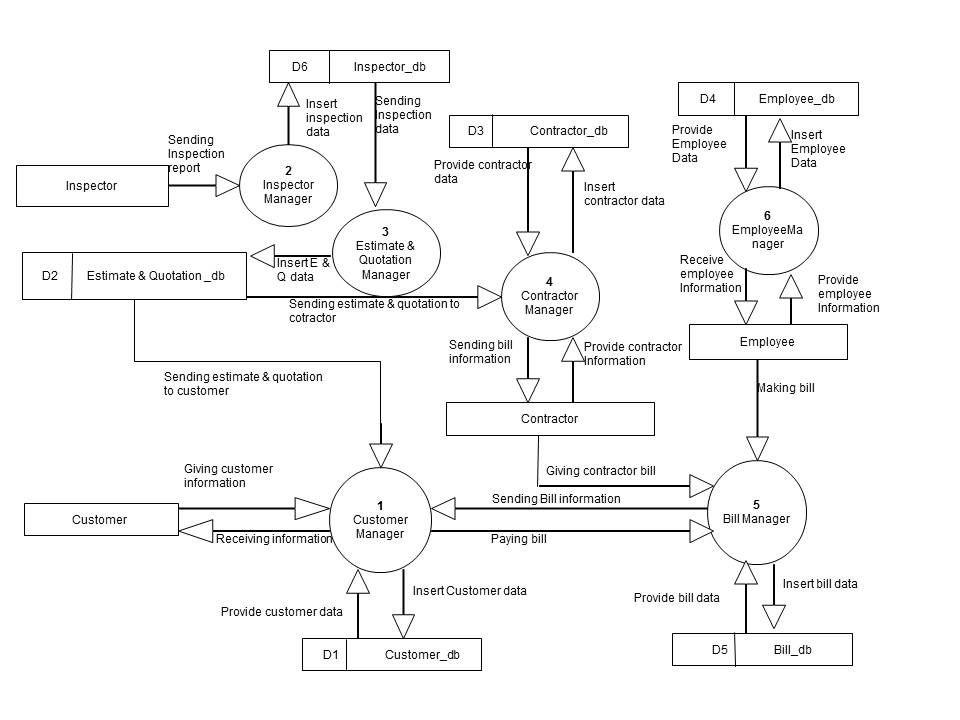 D6 Inspector_db
Insert
inspection
data
Sending
Inspection
data
D4 Employee_db
D3 Contractor_db
Provide
Employee
Data
Insert
Employee
Data
Sending
Inspection
report
Provide contractor
data
Insert
contractor data
Inspector
2
Inspector
Manager
3
Estimate &
Quotation
Manager
6
EmployeeMa
nager
D2 Estimate & Quotation _db
Insert E &
Q data
Sending estimate & quotation to
cotractor
4
Contractor
Manager
Receive
employee
Information
Provide
employee
Information
Sending bill
information
Provide contractor
Information
Employee
Sending estimate & quotation
to customer
Contractor
Making bill
Giving customer
information
Giving contractor bill
Customer
1
Customer
Manager
Sending Bill information
5
Bill Manager
Receiving information
Paying bill
Provide customer data
Insert Customer data
Provide bill data
Insert bill data
D1 Customer_db
D5 Bill_db